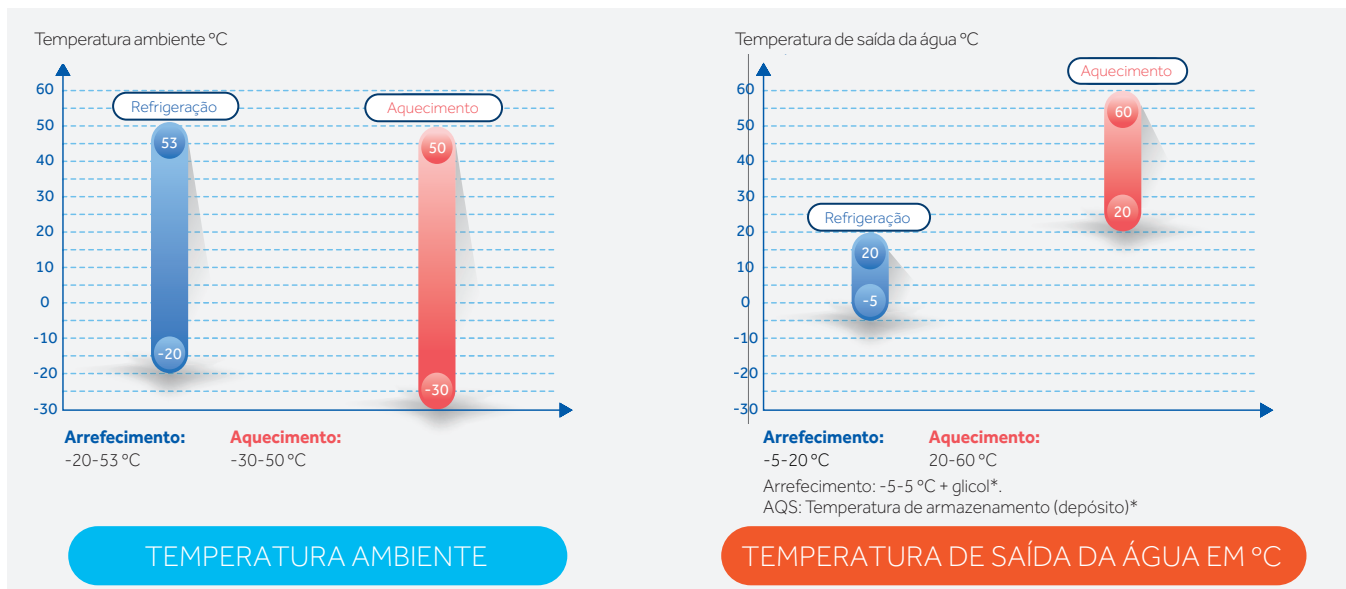 Temperatura ambiente °C
60
50
40
30
20
10
0
-10
-20
-30
Refrigeração
53
-20
Aquecimento
50
-30
Arrefecimento: Aquecimento:
-20-53 °C -30-50 °C
TEMPERATURA AMBIENTE
Temperatura de saída da água °C
60
50
40
30
20
10
0
-10
-20
-30
Refrigeração
20
-5
Aquecimento
60
20
Arrefecimento: Aquecimento:
-5-20 °C 20-60 °C
Arrefecimento: -5-5 °C + glicol*.
AQS: Temperatura de armazenamento (depósito)*
TEMPERATURA DE SAÍDA DA ÁGUA EM °C